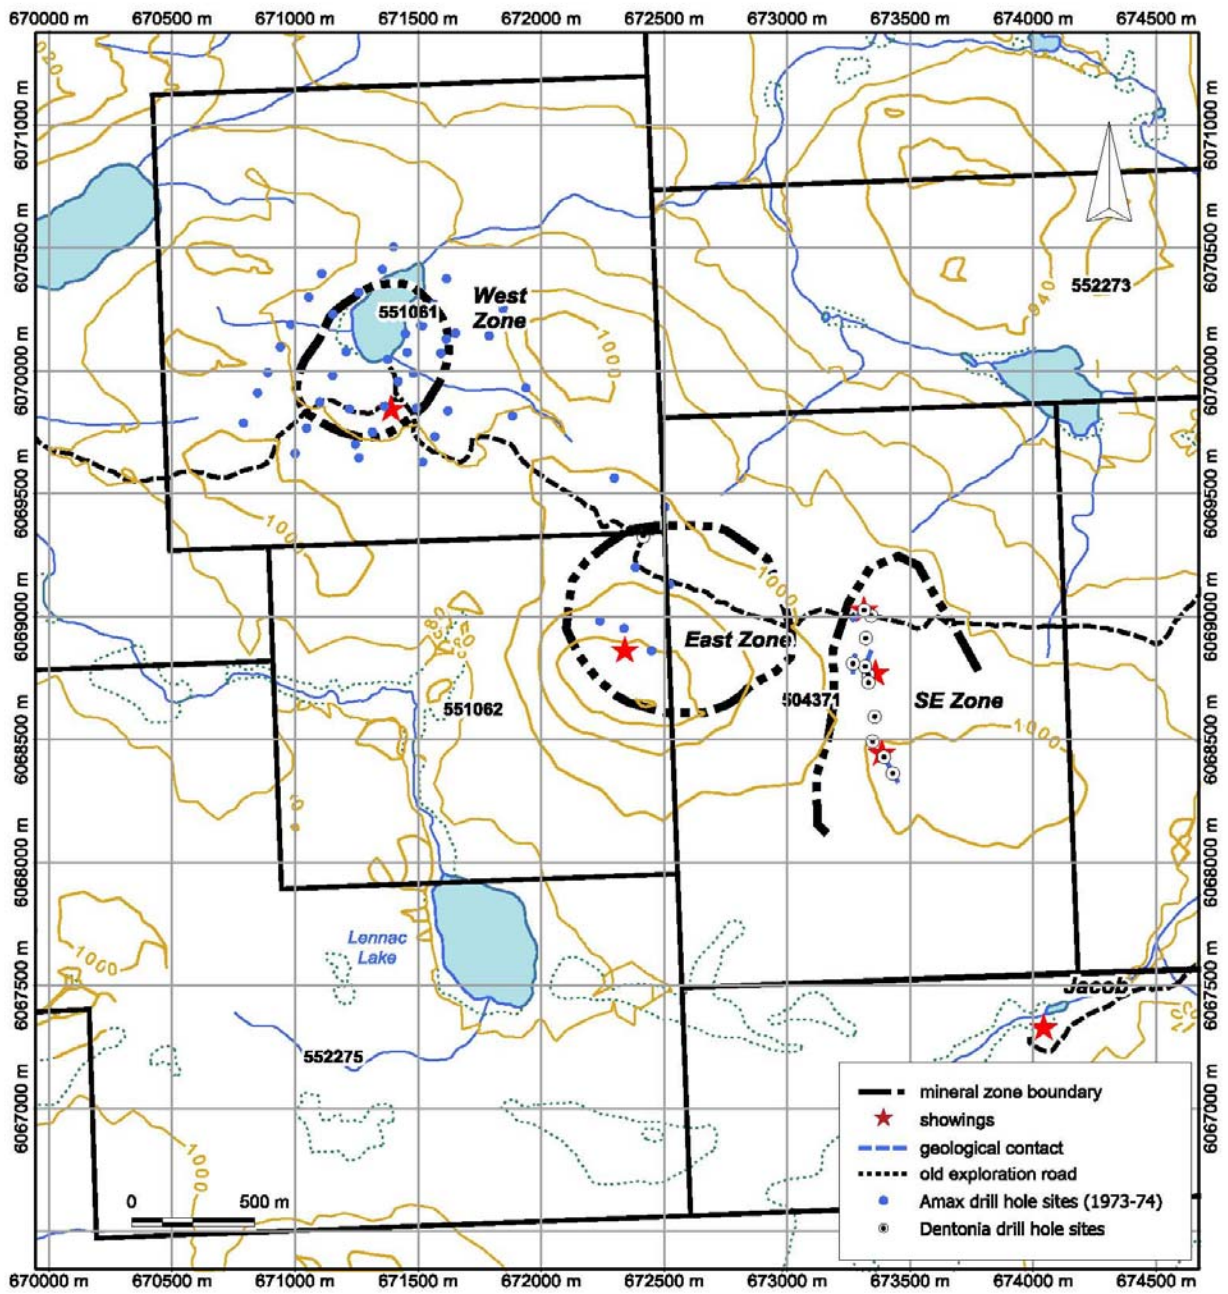 670000 m 670500 m 671000 m 671500 m 672000 m 672500 m 673000 m 673500 m 674000 m 674500 m
6071000 m
6071000 m
6070500 m
6070500 m
6070000 m
6070000 m
6069500 m
6069500 m
6069000 m
6069000 m
6068500 m
6068500 m
6068000 m
6068000 m
6067500 m
6067500 m
6067000 m
6067000 m
552273
940
West
Zone
551061
1000
1000
1000
East Zone
504371
SE Zone
1000
551062
Lennac
Lake
1000
Jacob
552275
1000
mineral zone boundary
showings
geological contact
old exploration road
Amax drill hole sites (1973-74)
Dentonia drill hole sites
0 500 m
670000 m 670500 m 671000 m 671500 m 672000 m 672500 m 673000 m 673500 m 674000 m 674500 m